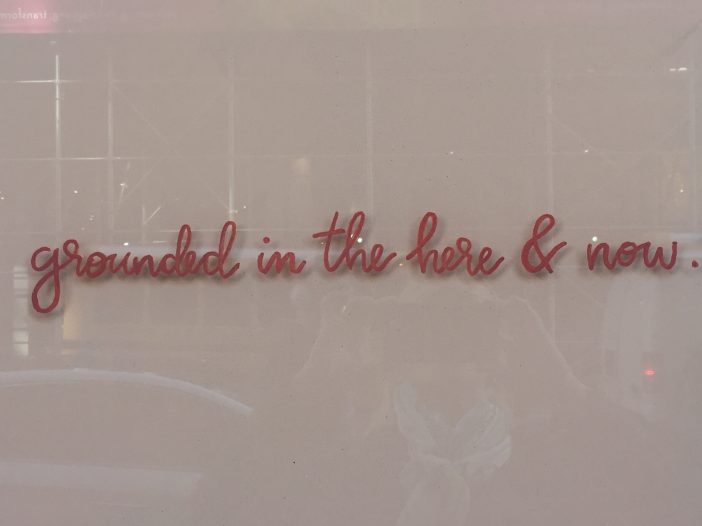 grounded in the here & now.